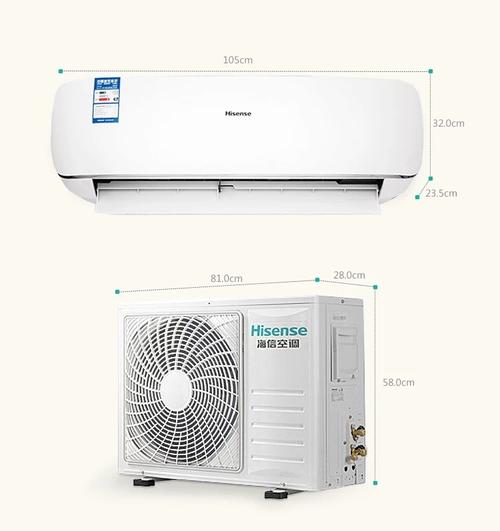 105cm
Hisense
32.0cm
23.5cm
81.0cm
28.0cm
Hisense
海信空调
58.0cm